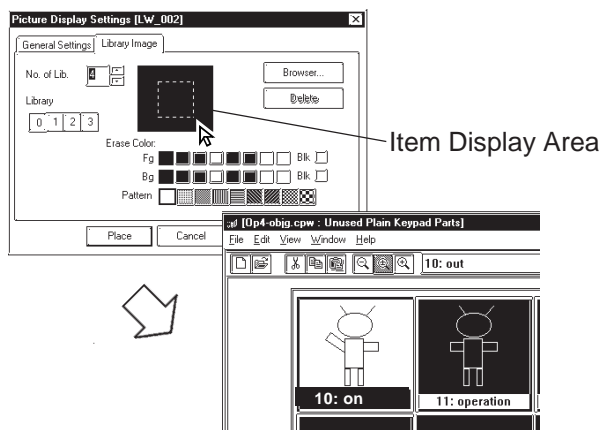 Picture Display Settings [LW_002]
General Settings
Library Image
No. of Lib.
4
Browser...
Library
Delete
0 1 2 3
Item Display Area
Erase Color:
Fg
Blk
Bg
Blk
Pattern
Place
Cancel
[Op4-objg.cpw : Unused Plain Keypad Parts]
File Edit View Window Help
10: out
10: on
11: operation